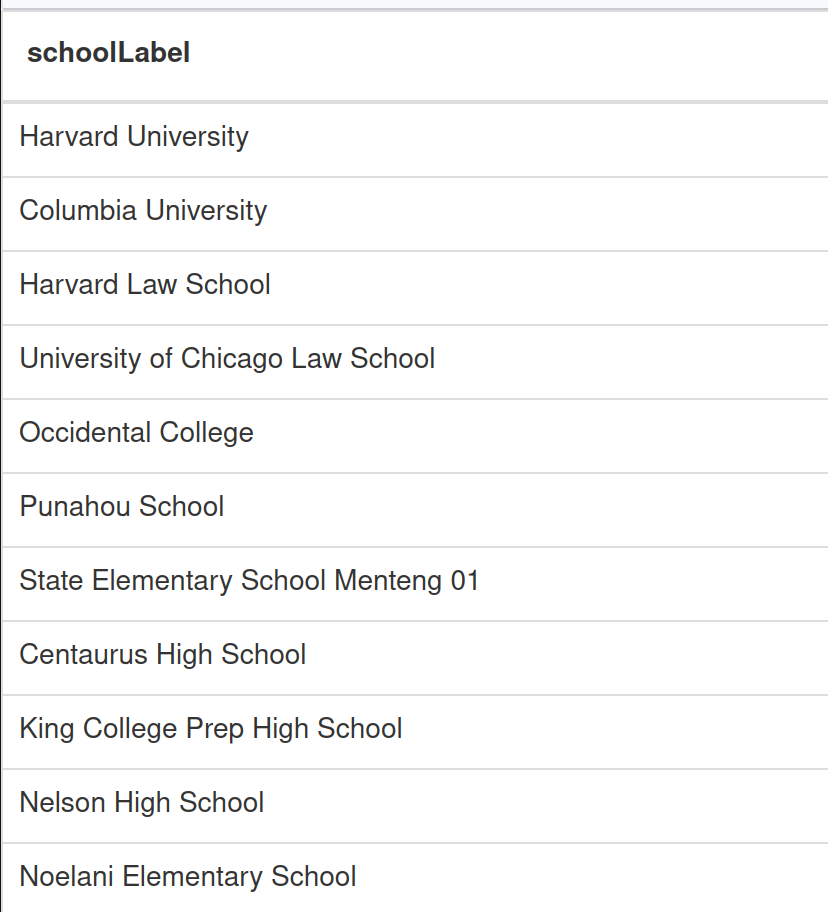 schoolLabel
Harvard University
Columbia University
Harvard Law School
University of Chicago Law School
Occidental College
Punahou School
State Elementary School Menteng 01
Centaurus High School
King College Prep High School
Nelson High School
Noelani Elementary School